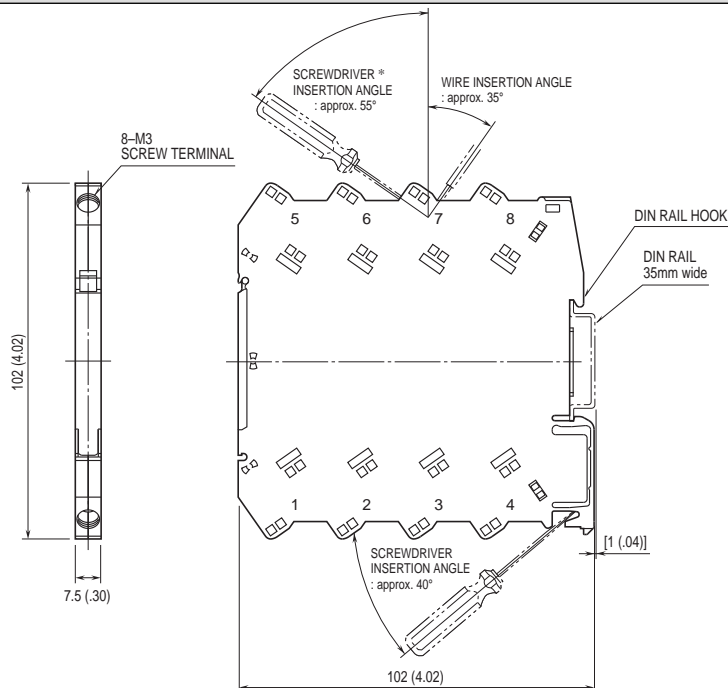 SCREWDRIVER *
INSERTION ANGLE
: approx. 55°
WIRE INSERTION ANGLE
: approx. 35°
8–M3
SCREW TERMINAL
5
6
7
8
DIN RAIL HOOK
DIN RAIL
35mm wide
102 (4.02)
1
2
3
4
SCREWDRIVER
INSERTION ANGLE
: approx. 40°
[1 (.04)]
7.5 (.30)
102 (4.02)